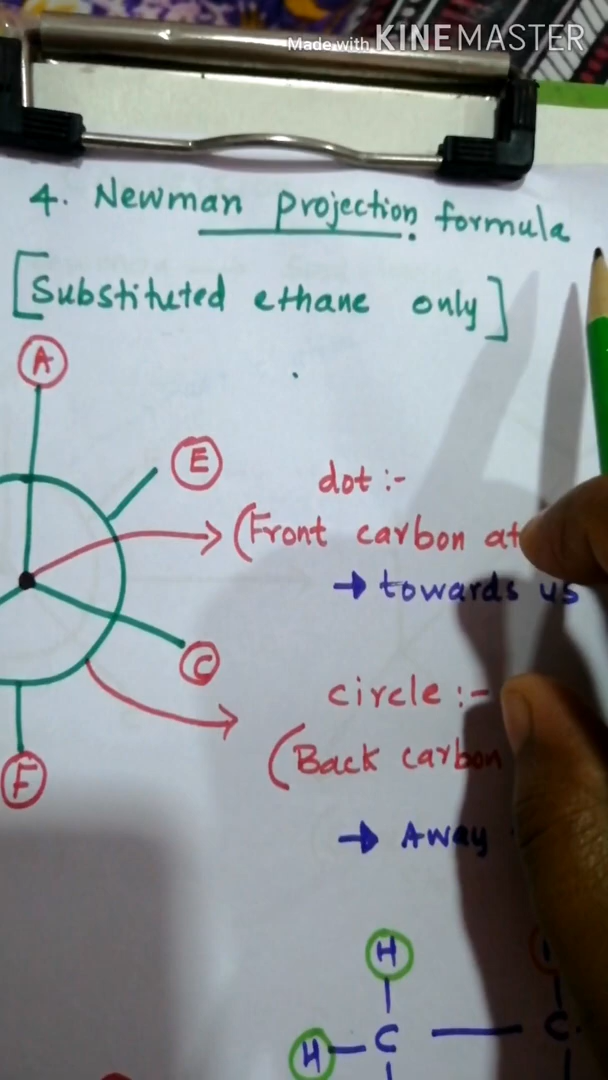 Made with KINEMASTER
4. Newman projection formula
[Substituted ethane only]
A
E
dot :-
(Front carbon at
→ towards us
C
circle :-
F
(Back carbon
→ Away
H
H - C — C